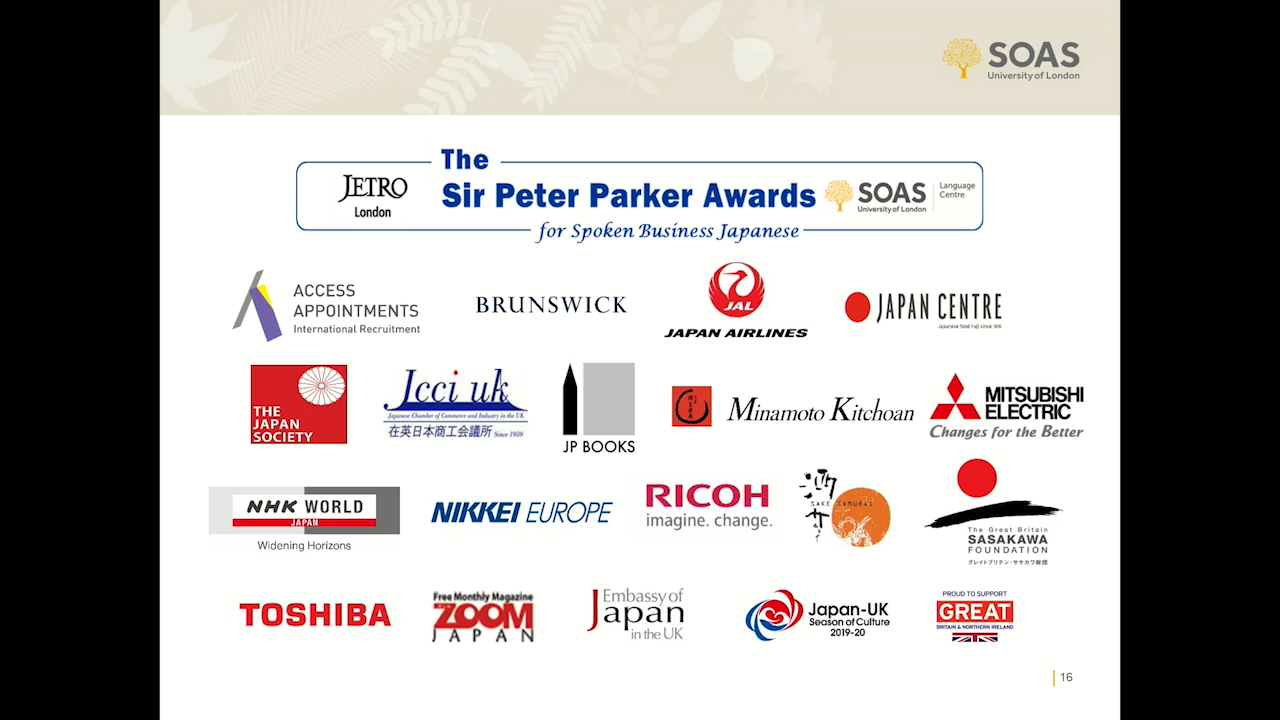 SOAS
University of London
The
JETRO
London
Sir Peter Parker Awards
SOAS
University of London
Language
Centre
for Spoken Business Japanese
ACCESS
APPOINTMENTS
International Recruitment
BRUNSWICK
JAL
JAPAN AIRLINES
JAPAN CENTRE
Japanese food hall since 1976
THE
JAPAN
SOCIETY
Jcci uk
Japanese Chamber of Commerce and Industry in the UK
在英日本商工会議所 Since 1959
JP BOOKS
MINAMOTO KITCHOAN
MITSUBISHI
ELECTRIC
Changes for the Better
NHK WORLD
JAPAN
Widening Horizons
NIKKEI EUROPE
RICOH
imagine. change.
SAKE SAMURAI
The Great Britain
SASAKAWA
FOUNDATION
グレイトブリテン・ササカワ財団
TOSHIBA
Free Monthly Magazine
ZOOM
JAPAN
Embassy of
Japan
in the UK
Japan-UK
Season of Culture
2019-20
PROUD TO SUPPORT
GREAT
BRITAIN & NORTHERN IRELAND
16